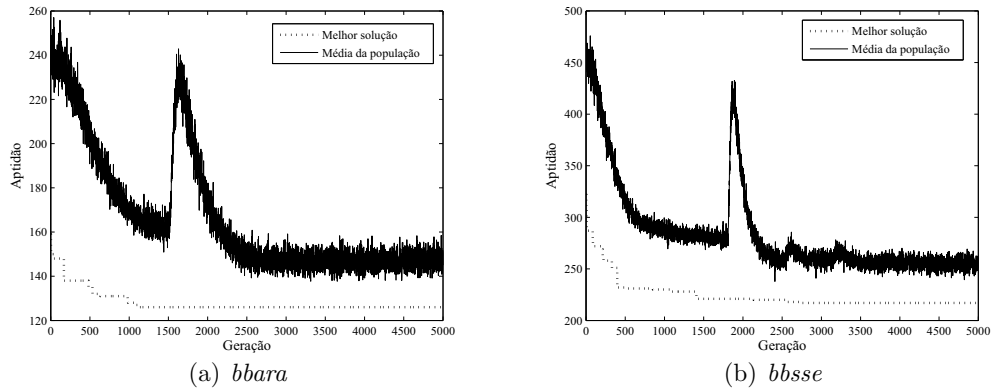 260
240
220
200
180
160
140
120
Aptidão
0 500 1000 1500 2000 2500 3000 3500 4000 4500 5000
Geração
Melhor solução
Média da população
(a) bbara
500
450
400
350
300
250
200
Aptidão
0 500 1000 1500 2000 2500 3000 3500 4000 4500 5000
Geração
Melhor solução
Média da população
(b) bbsse